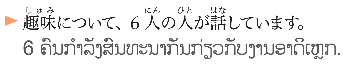 ▶趣味について、6人の人が話しています。
6 ຄົນກຳລັງສົນທະນາກັນກ່ຽວກັບງານອາດິເຫຼກ.